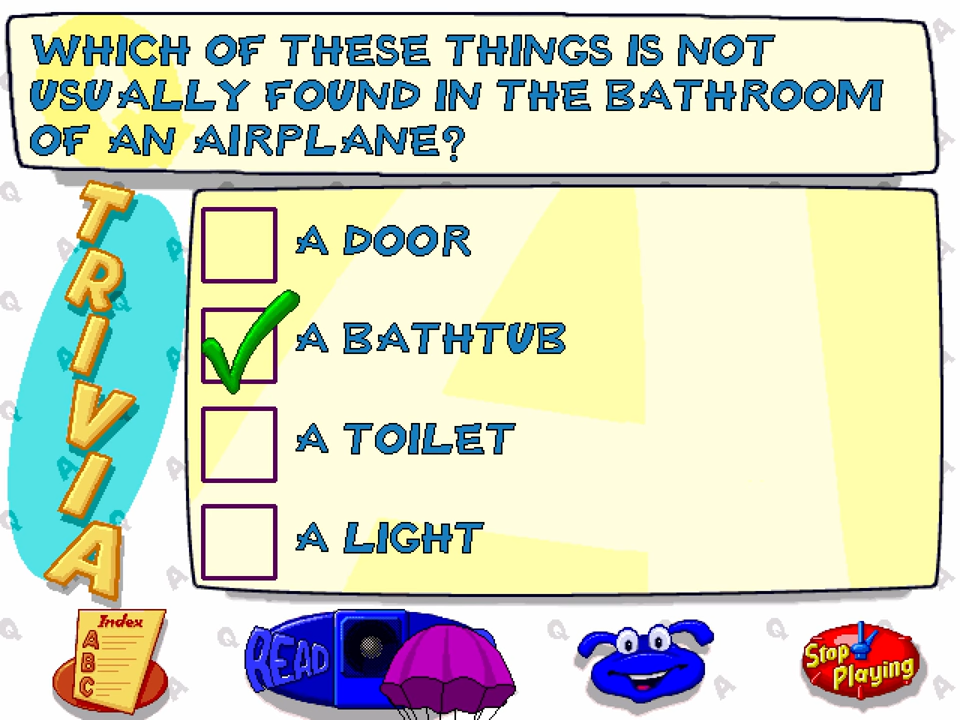 WHICH OF THESE THINGS IS NOT
USUALLY FOUND IN THE BATHROOM
OF AN AIRPLANE?
TRIVIA
A DOOR
A BATHTUB
A TOILET
A LIGHT
Index
A
B
C
READ
Stop
Playing